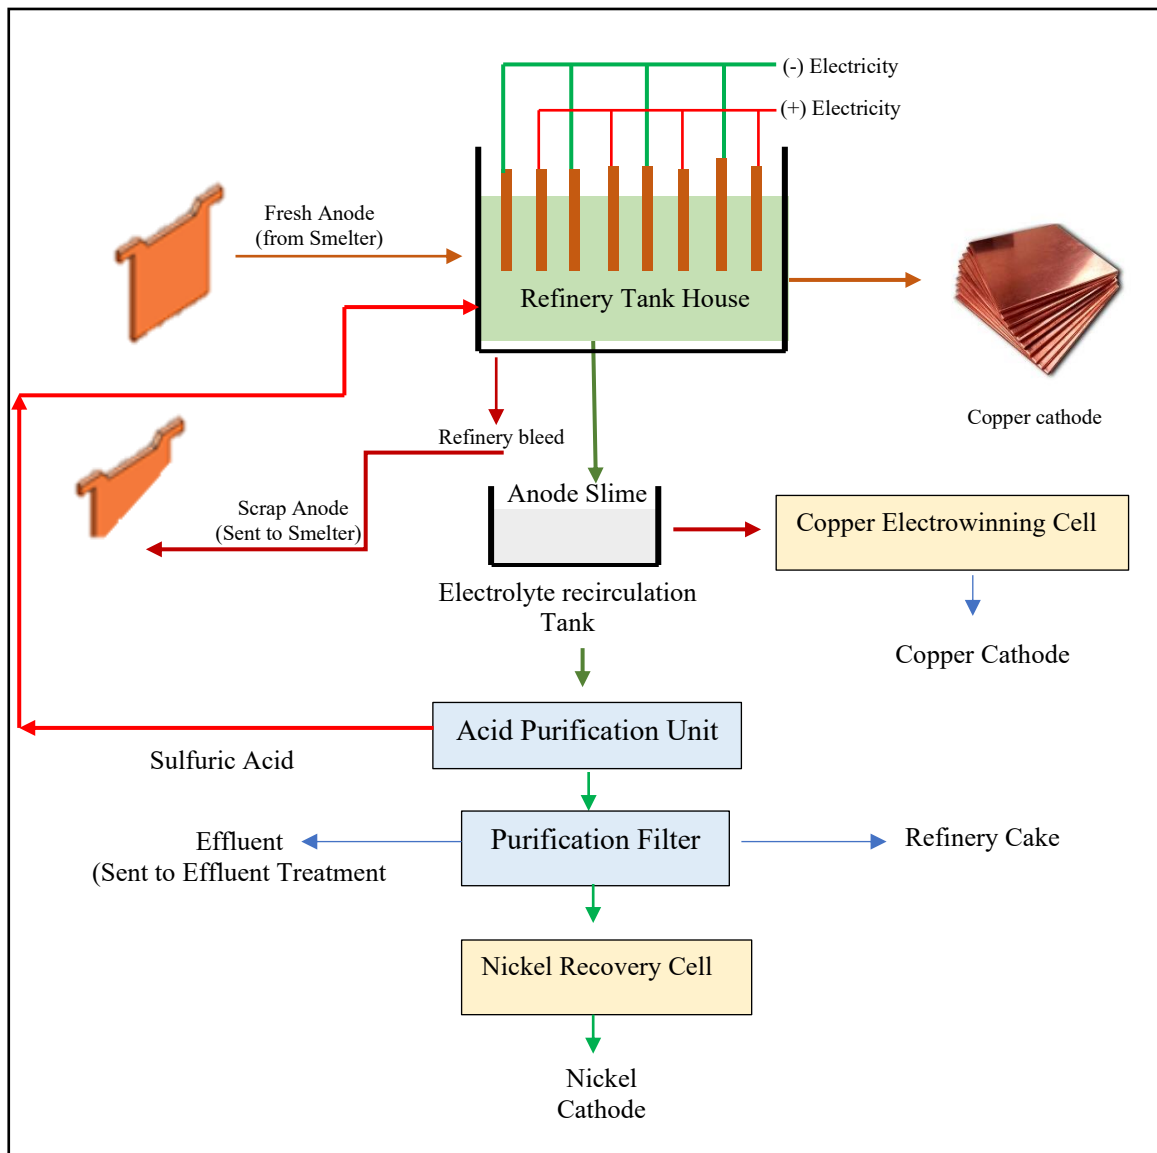 (-) Electricity
(+) Electricity
Fresh Anode
(from Smelter)
Refinery Tank House
Copper cathode
Refinery bleed
Scrap Anode
(Sent to Smelter)
Anode Slime
Copper Electrowinning Cell
Electrolyte recirculation
Tank
Copper Cathode
Acid Purification Unit
Sulfuric Acid
Effluent
(Sent to Effluent Treatment
Purification Filter
Refinery Cake
Nickel Recovery Cell
Nickel
Cathode